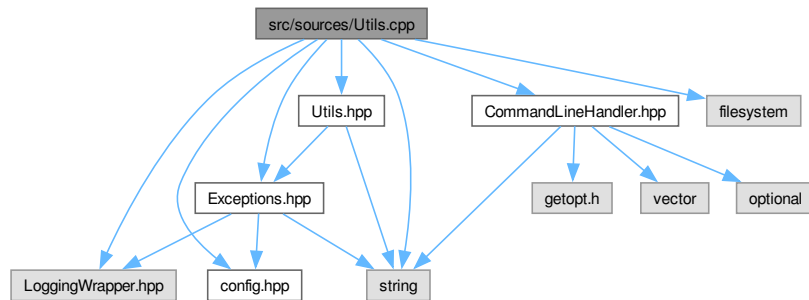 src/sources/Utils.cpp
Utils.hpp
CommandLineHandler.hpp
filesystem
Exceptions.hpp
getopt.h
vector
optional
LoggingWrapper.hpp
config.hpp
string